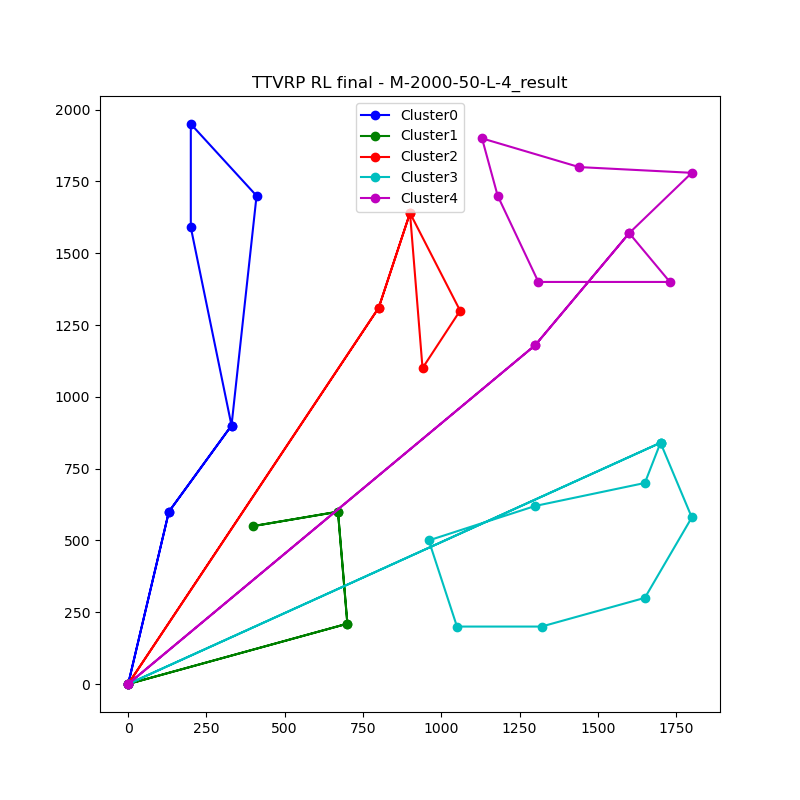 TTVRP RL final - M-2000-50-L-4_result
Cluster0
Cluster1
Cluster2
Cluster3
Cluster4
2000
1750
1500
1250
1000
750
500
250
0
0 250 500 750 1000 1250 1500 1750